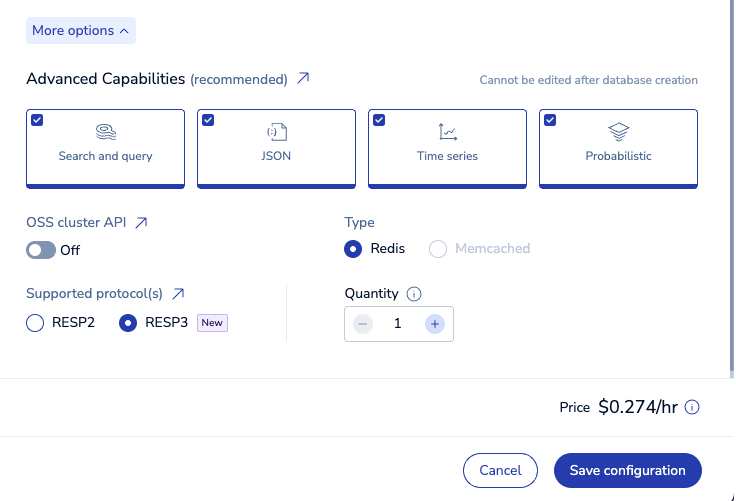 More options
Advanced Capabilities (recommended)
Cannot be edited after database creation
Search and query
{:}
JSON
Time series
Probabilistic
OSS cluster API
Type
Off
Redis
Memcached
Supported protocol(s)
Quantity
RESP2
RESP3
New
1
Price $0.274/hr
Cancel
Save configuration